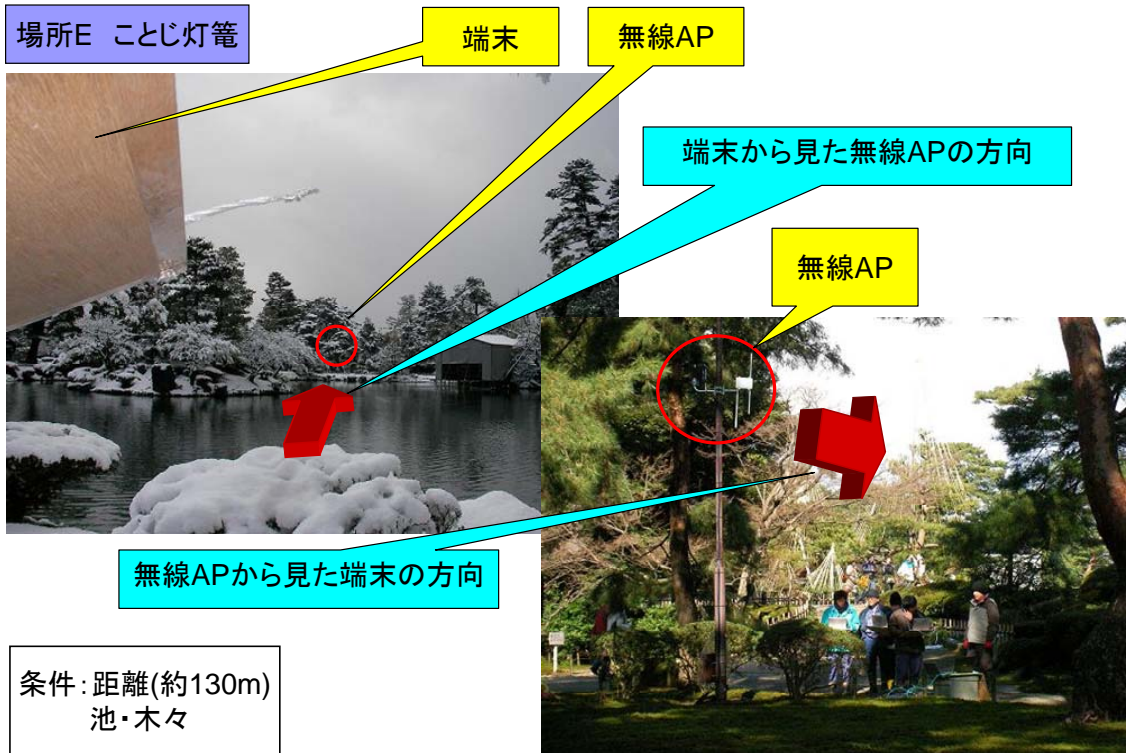 場所E ことじ灯篭
端末
無線AP
端末から見た無線APの方向
無線AP
無線APから見た端末の方向
条件:距離(約130m)
池・木々